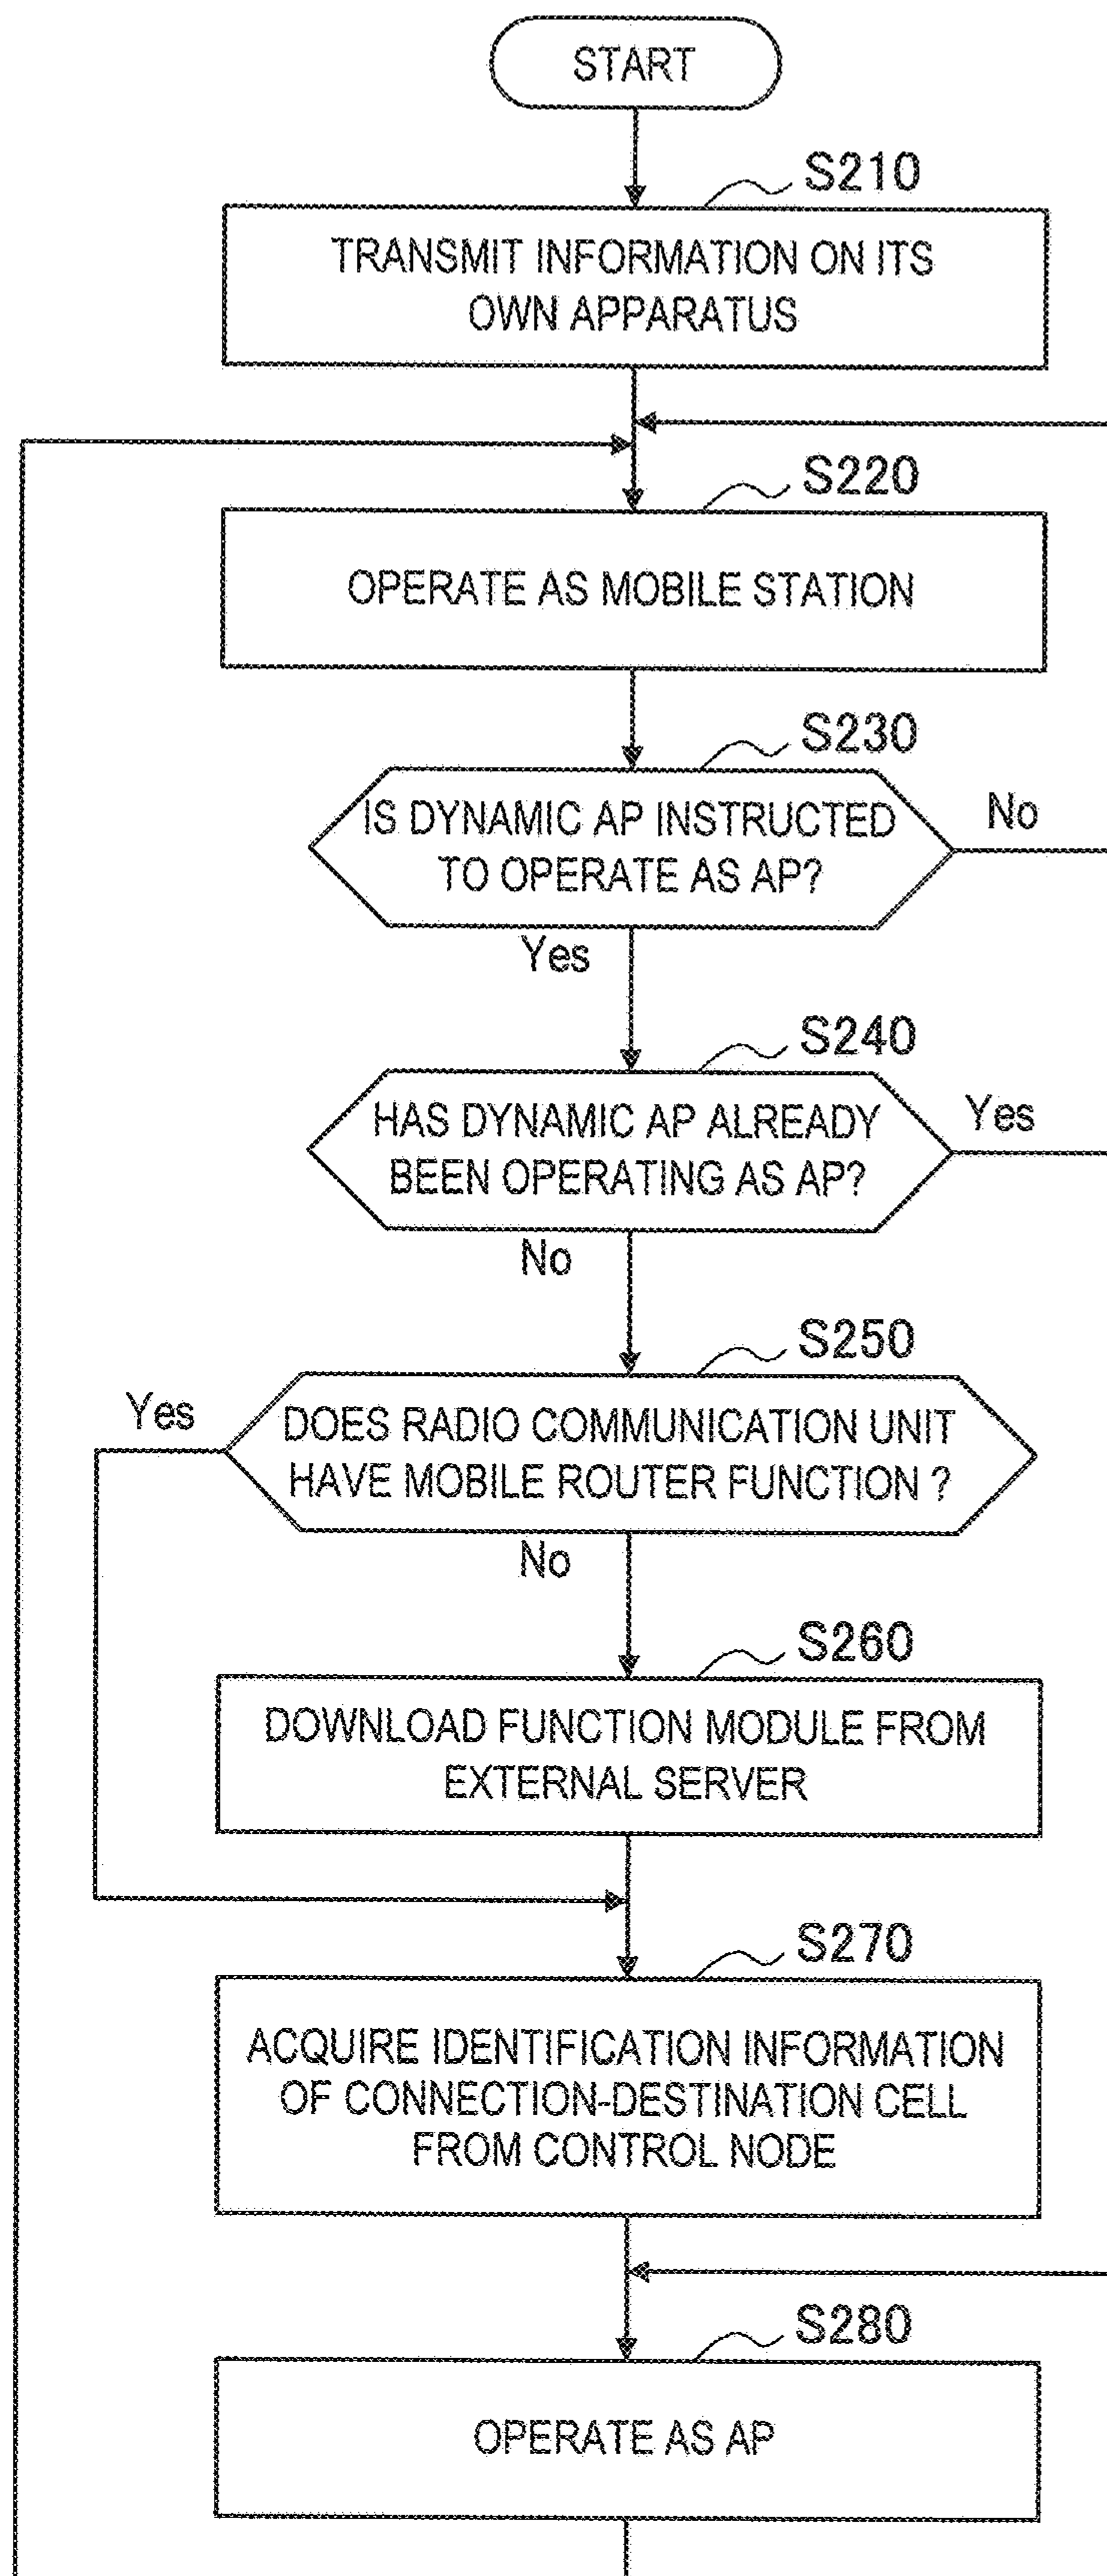 START
S210
TRANSMIT INFORMATION ON ITS
OWN APPARATUS
S220
OPERATE AS MOBILE STATION
S230
IS DYNAMIC AP INSTRUCTED
TO OPERATE AS AP?
No
Yes
S240
HAS DYNAMIC AP ALREADY
BEEN OPERATING AS AP?
Yes
No
S250
Yes
DOES RADIO COMMUNICATION UNIT
HAVE MOBILE ROUTER FUNCTION ?
No
S260
DOWNLOAD FUNCTION MODULE FROM
EXTERNAL SERVER
S270
ACQUIRE IDENTIFICATION INFORMATION
OF CONNECTION-DESTINATION CELL
FROM CONTROL NODE
S280
OPERATE AS AP